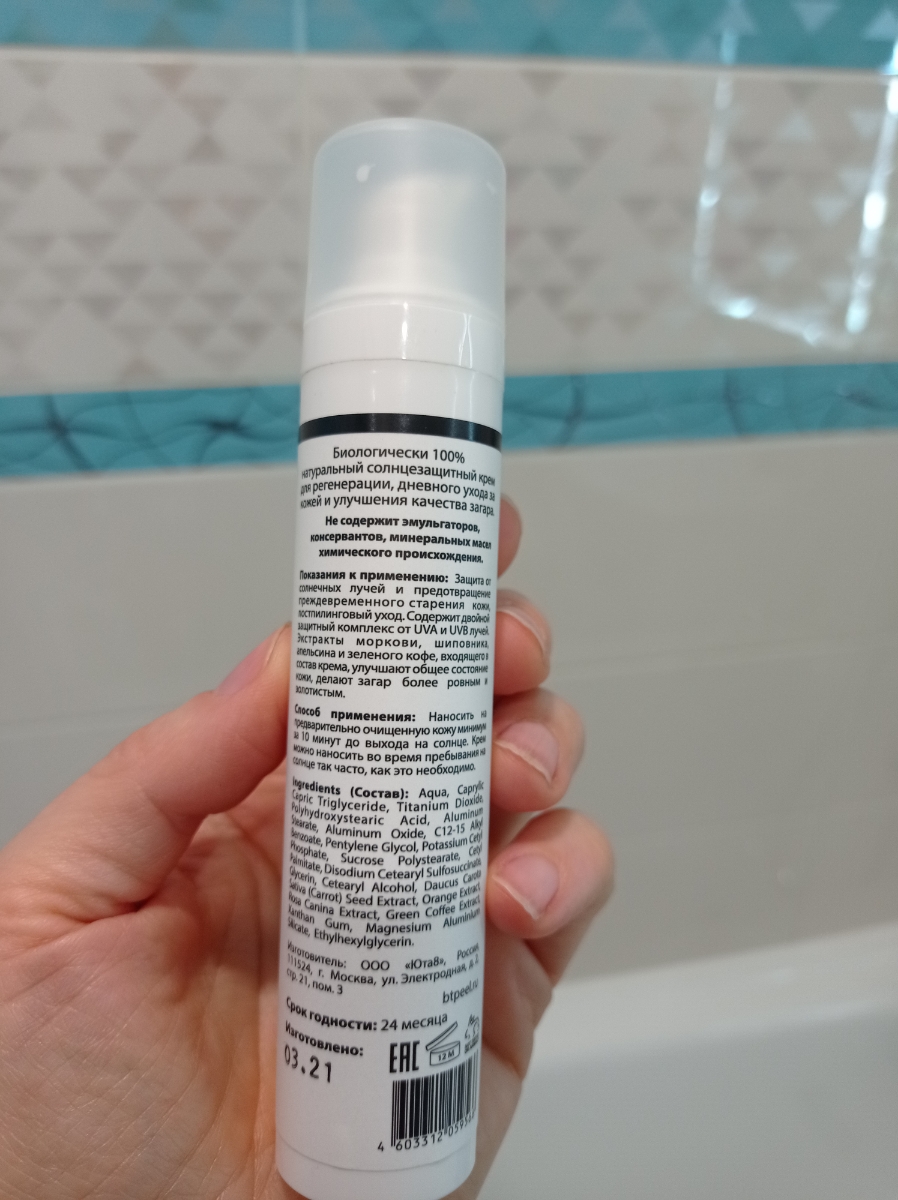 Биологически 100%
натуральный солнцезащитный крем
для регенерации, дневного ухода за
кожей и улучшения качества загара.
Не содержит эмульгаторов,
консервантов, минеральных масел
химического происхождения.
Показания к применению: Защита от
солнечных лучей и предотвращение
преждевременного старения кожи,
постпилинговый уход. Содержит двойной
защитный комплекс от UVA и UVB лучей.
Экстракты моркови, шиповника,
апельсина и зеленого кофе, входящего в
состав крема, улучшают общее состояние
кожи, делают загар более ровным и
золотистым.
Способ применения: Наносить на
предварительно очищенную кожу минимум
за 10 минут до выхода на солнце. Крем
можно наносить во время пребывания на
солнце так часто, как это необходимо.
Ingredients (Состав): Aqua, Caprylic
Capric Triglyceride, Titanium Dioxide,
Polyhydroxystearic Acid, Aluminum
Stearate, Aluminum Oxide, C12-15 Alkyl
Benzoate, Pentylene Glycol, Potassium Cetyl
Phosphate, Sucrose Polystearate, Cetyl
Palmitate, Disodium Cetearyl Sulfosuccinate,
Glycerin, Cetearyl Alcohol, Daucus Carota
Sativa (Carrot) Seed Extract, Orange Extract,
Rosa Canina Extract, Green Coffee Extract,
Xanthan Gum, Magnesium Aluminium
Silicate, Ethylhexylglycerin.
Изготовитель: ООО «Юта8», Россия,
111524, г. Москва, ул. Электродная, д. 2,
стр. 21, пом. 3
btpeel.ru
Срок годности: 24 месяца
Изготовлено:
03.21
EAC
12 M